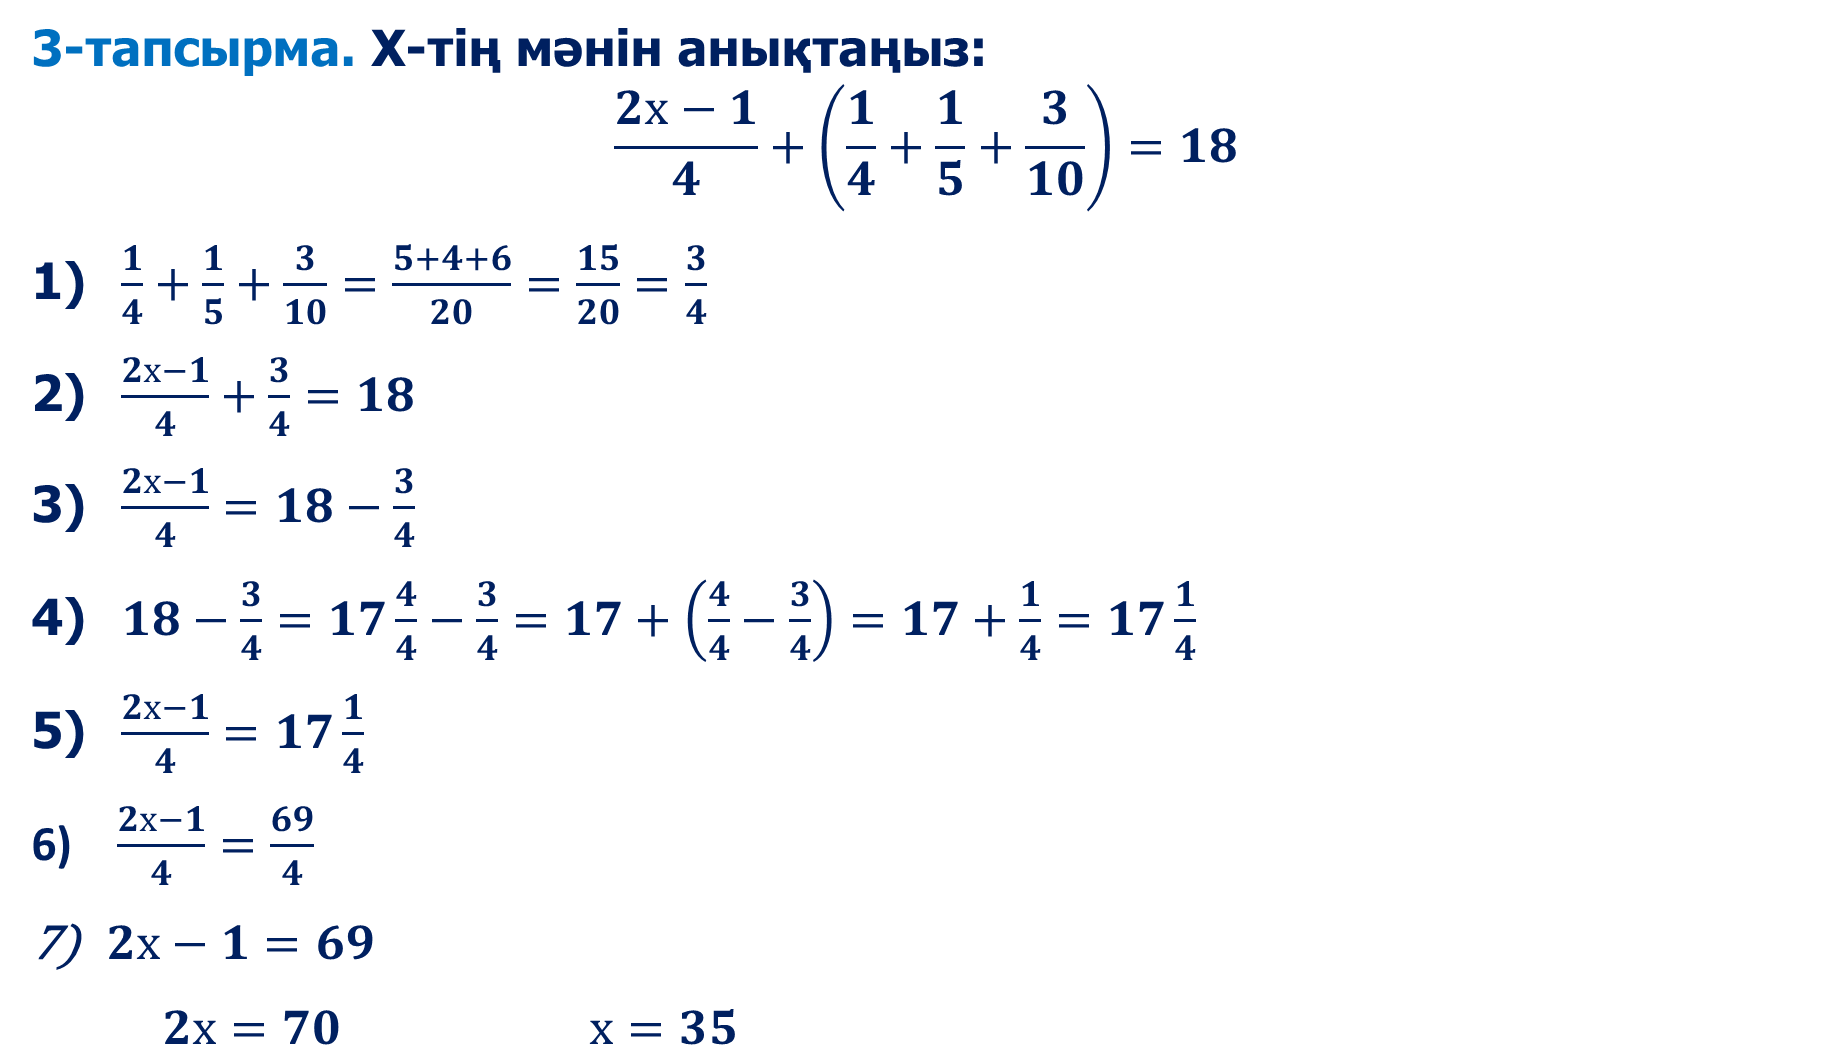 3-тапсырма. Х-тің мәнін анықтаңыз:
(2x − 1)/4 + (1/4 + 1/5 + 3/10) = 18
1) 1/4 + 1/5 + 3/10 = (5+4+6)/20 = 15/20 = 3/4
2) (2x−1)/4 + 3/4 = 18
3) (2x−1)/4 = 18 − 3/4
4) 18 − 3/4 = 17 4/4 − 3/4 = 17 + (4/4 − 3/4) = 17 + 1/4 = 17 1/4
5) (2x−1)/4 = 17 1/4
6) (2x−1)/4 = 69/4
7) 2x − 1 = 69
2x = 70 x = 35